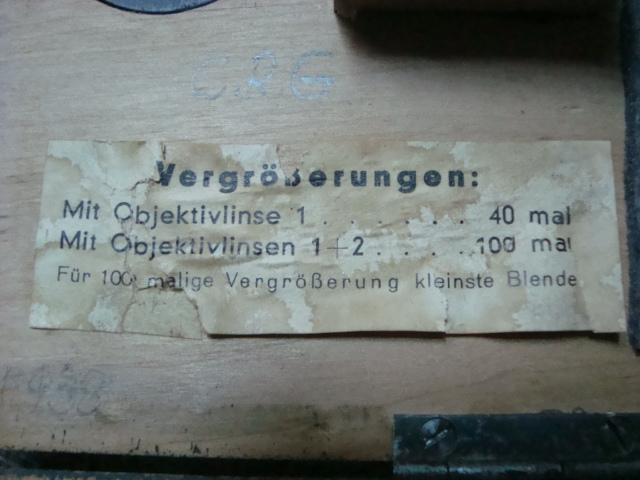 C & G
Vergrößerungen:
Mit Objektivlinse 1 . . . . . . . 40 mal
Mit Objektivlinsen 1+2 . . . . 100 mal
Für 100 malige Vergrößerung kleinste Blende